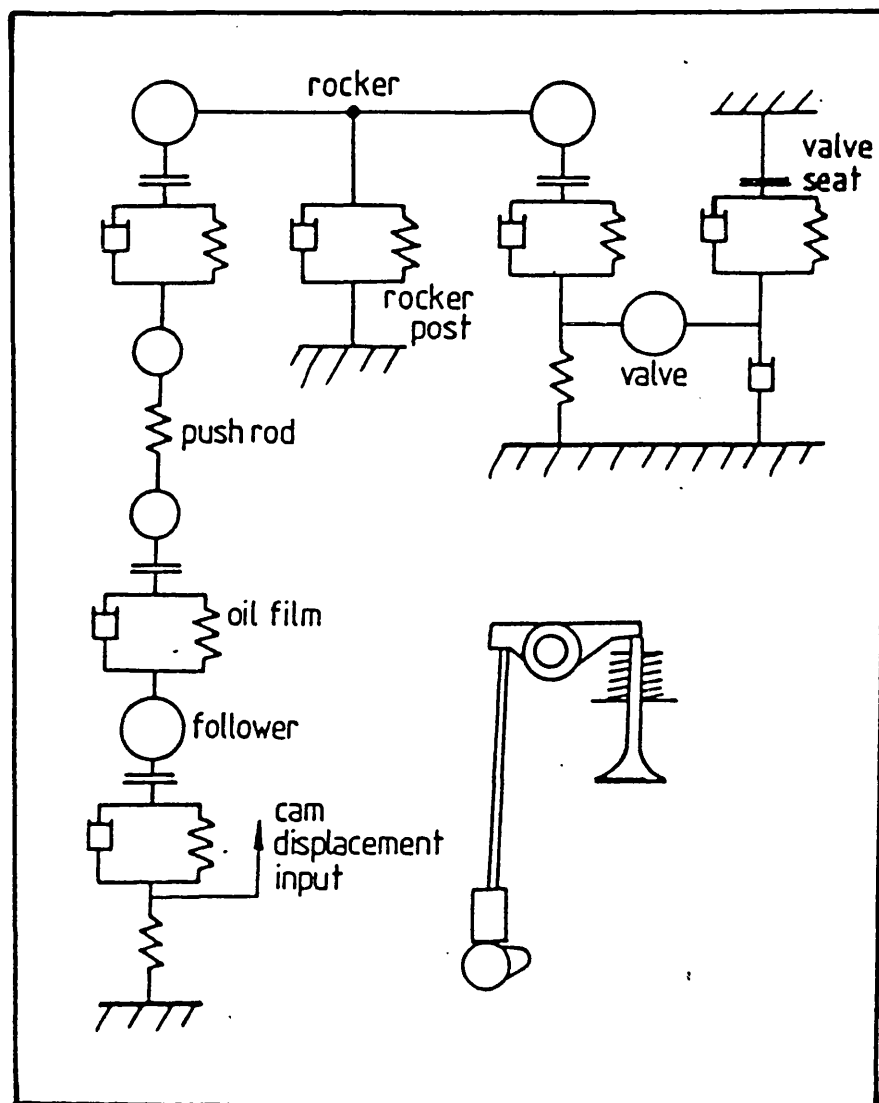 rocker
valve
seat
rocker
post
valve
push rod
oil film
follower
cam
displacement
input